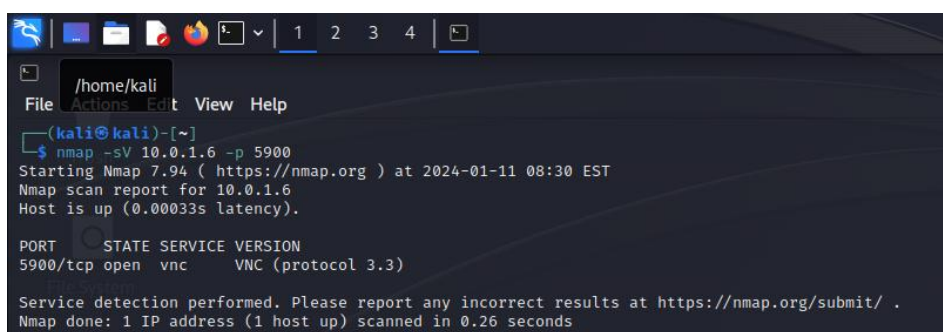 1 2 3 4
/home/kali
File Actions Edit View Help
(kali㉿kali)-[~]
$ nmap -sV 10.0.1.6 -p 5900
Starting Nmap 7.94 ( https://nmap.org ) at 2024-01-11 08:30 EST
Nmap scan report for 10.0.1.6
Host is up (0.00033s latency).
PORT STATE SERVICE VERSION
5900/tcp open vnc VNC (protocol 3.3)
File System
Service detection performed. Please report any incorrect results at https://nmap.org/submit/ .
Nmap done: 1 IP address (1 host up) scanned in 0.26 seconds